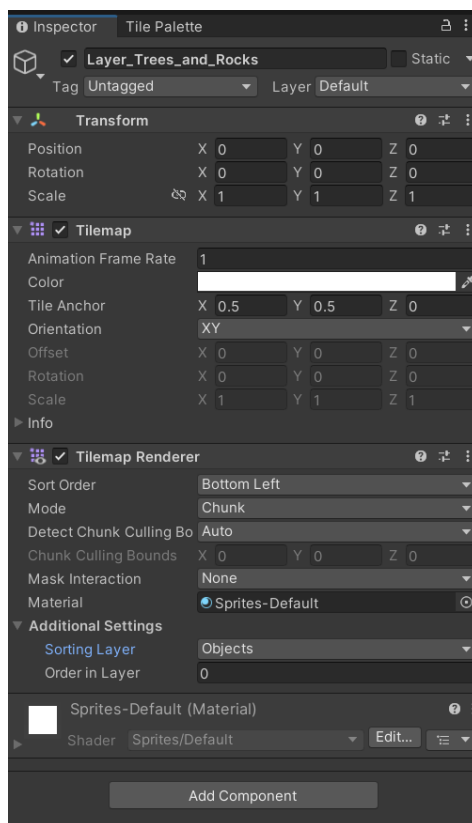 Inspector Tile Palette
Layer_Trees_and_Rocks Static
Tag Untagged Layer Default
Transform
Position X 0 Y 0 Z 0
Rotation X 0 Y 0 Z 0
Scale X 1 Y 1 Z 1
Tilemap
Animation Frame Rate 1
Color
Tile Anchor X 0.5 Y 0.5 Z 0
Orientation XY
Offset X 0 Y 0 Z 0
Rotation X 0 Y 0 Z 0
Scale X 1 Y 1 Z 1
Info
Tilemap Renderer
Sort Order Bottom Left
Mode Chunk
Detect Chunk Culling Bo Auto
Chunk Culling Bounds X 0 Y 0 Z 0
Mask Interaction None
Material Sprites-Default
Additional Settings
Sorting Layer Objects
Order in Layer 0
Sprites-Default (Material)
Shader Sprites/Default Edit...
Add Component